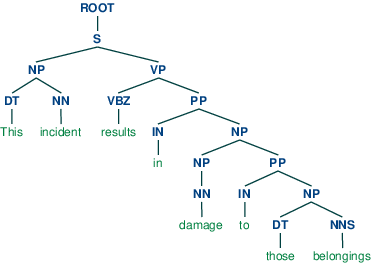 ROOT
S
NP VP
DT NN VBZ PP
This incident results IN NP
in NP PP
NN IN NP
damage to DT NNS
those belongings